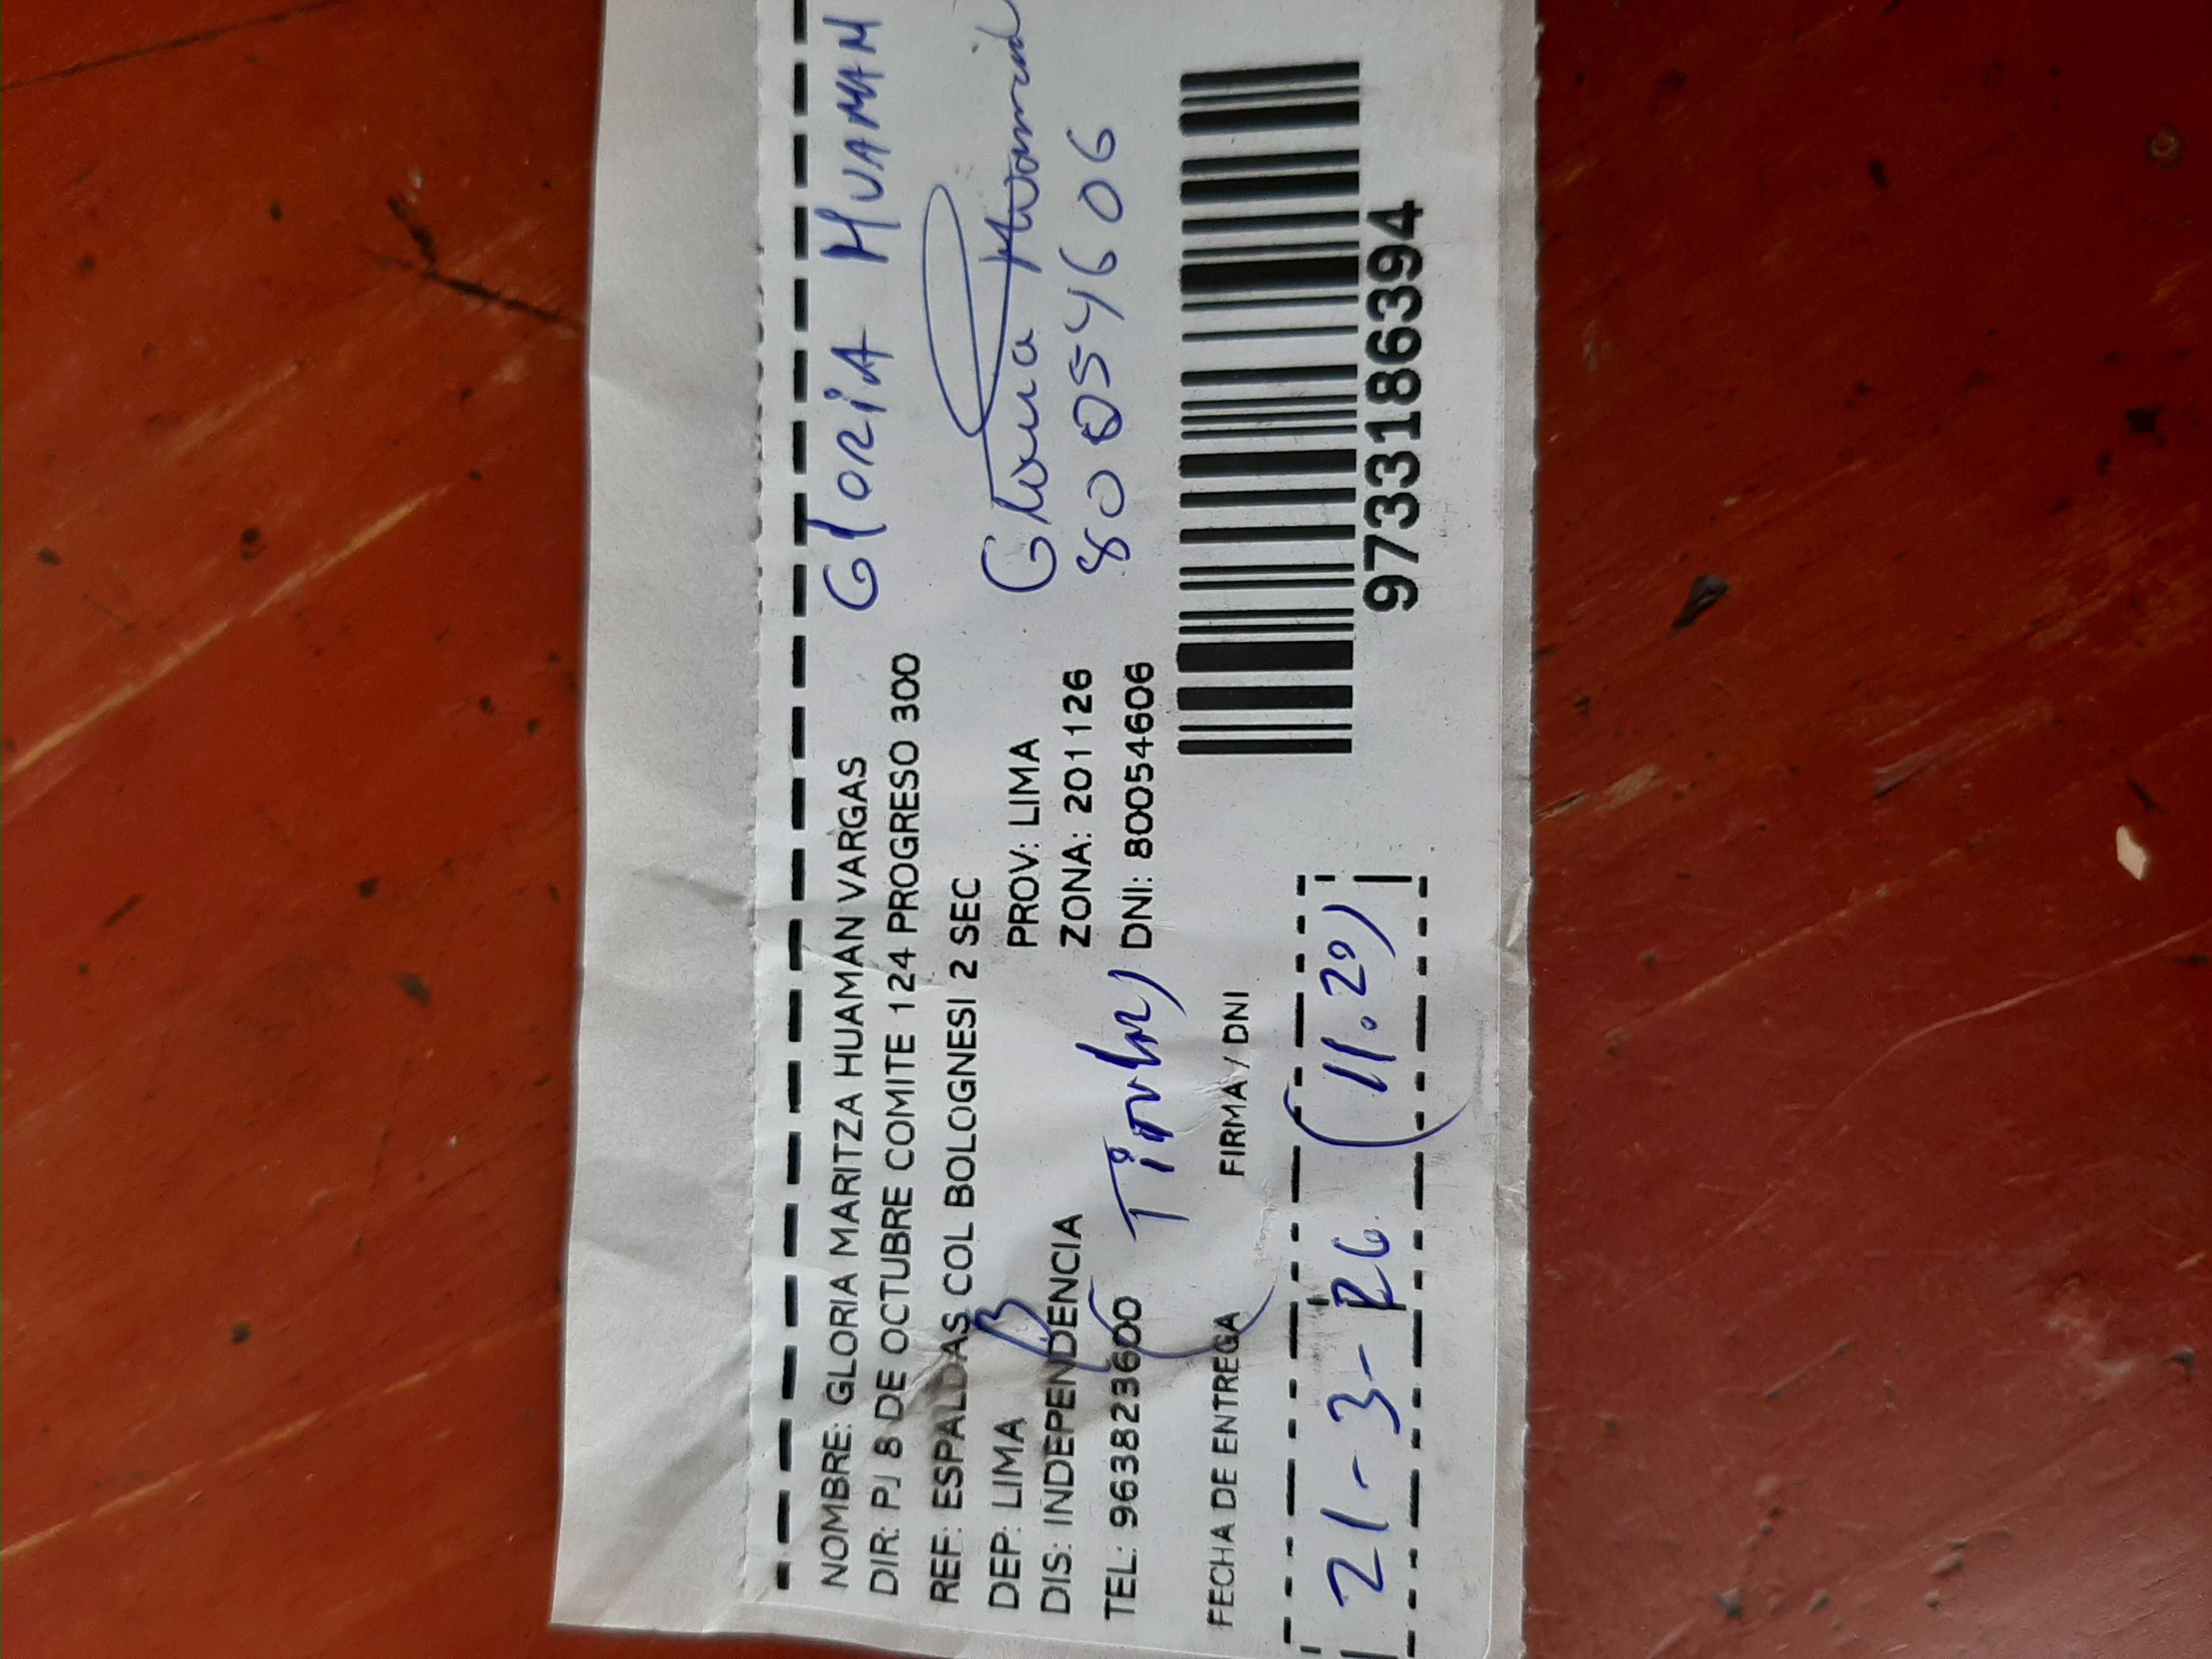 NOMBRE: GLORIA MARITZA HUAMAN VARGAS
DIR: PJ 8 DE OCTUBRE COMITE 124 PROGRESO 300
REF: ESPALDAS COL BOLOGNESI 2 SEC
DEP: LIMA PROV: LIMA
DIS: INDEPENDENCIA ZONA: 201126
TEL: 963823600 DNI: 80054606
GLORIA HUAMAN
Gloria Huamán
80054606
FECHA DE ENTREGA FIRMA / DNI
21-3-26 (11.20)
9733186394